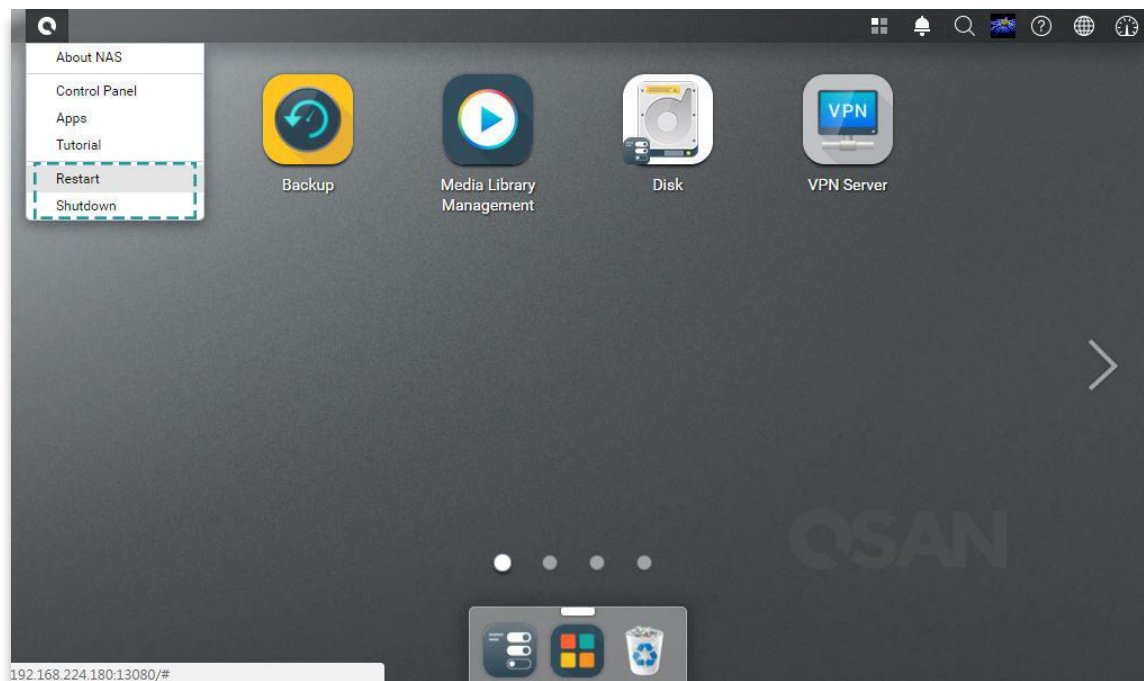 About NAS
Control Panel
Apps
Tutorial
Restart
Shutdown
Backup
Media Library
Management
Disk
VPN
VPN Server
QSAN
192.168.224.180:13080/#